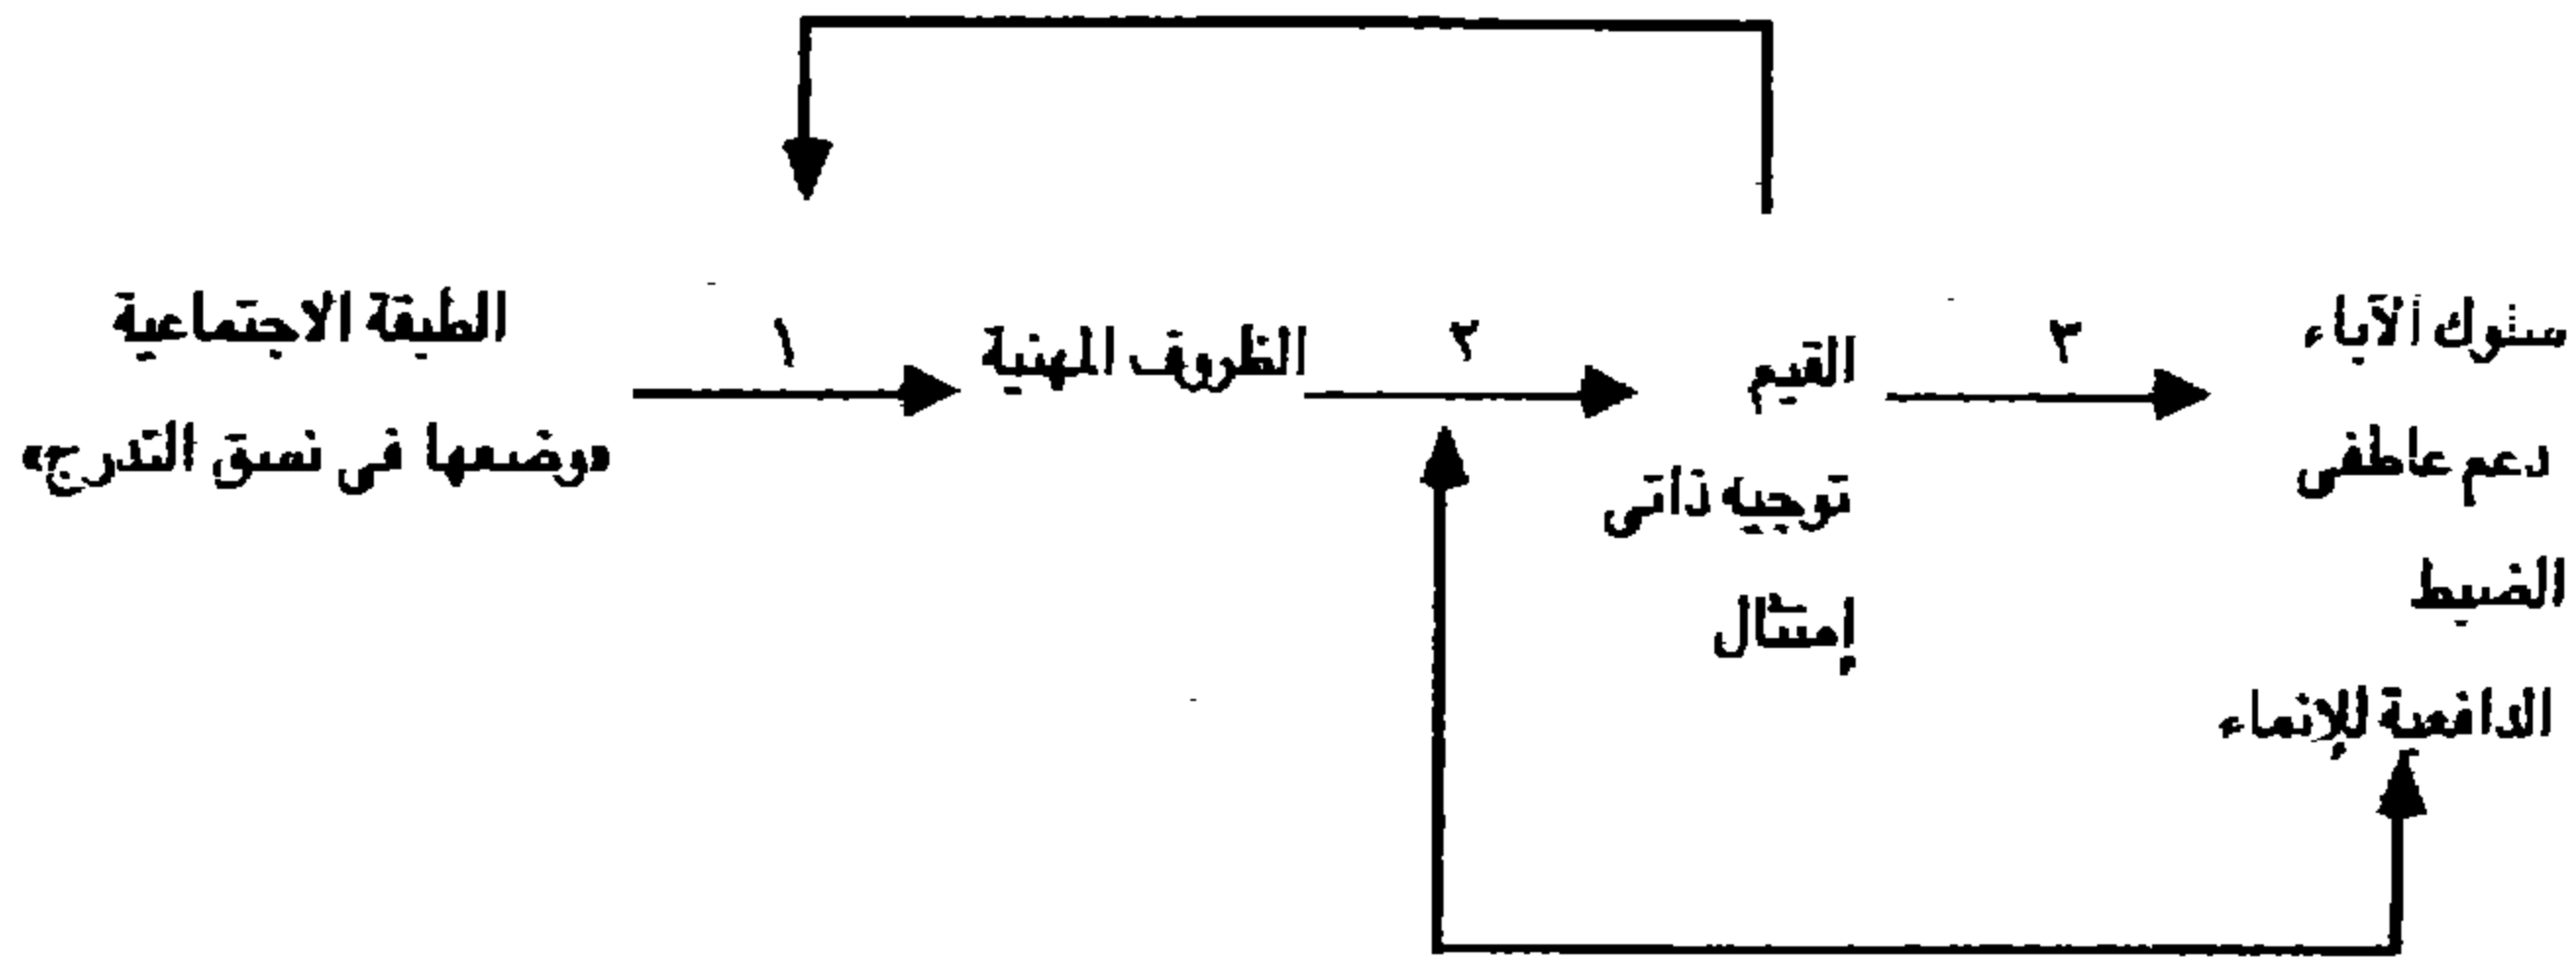 الطبقة الاجتماعية
«وضعها فى نسق التدرج»
١
الظروف المهنية
٢
القيم
توجيه ذاتى
إمتثال
٣
سلوك الآباء
دعم عاطفى
الضبط
الدافعية للإنماء